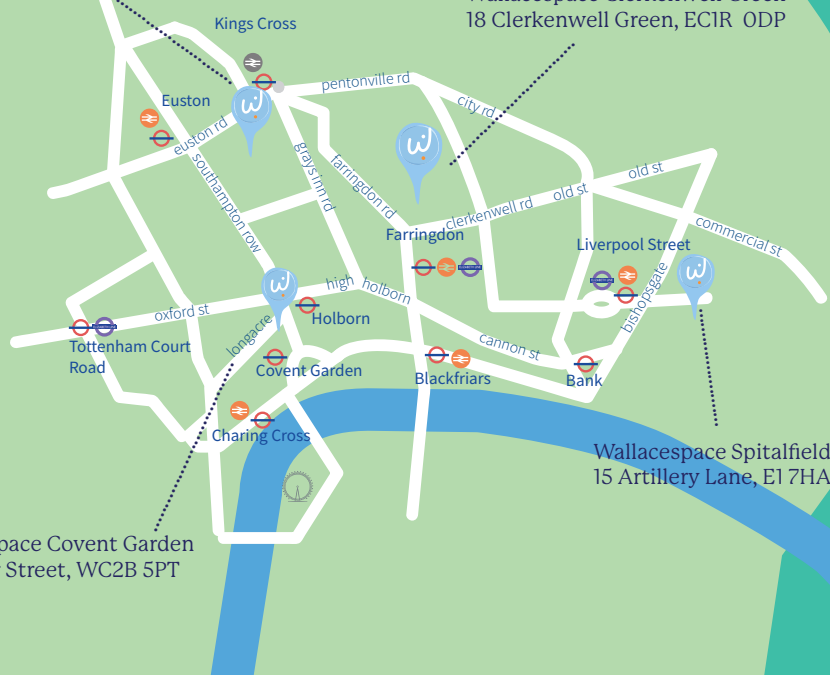 Kings Cross
18 Clerkenwell Green, EC1R 0DP
pentonville rd
Euston
city rd
euston rd
grays inn rd
farringdon rd
southampton row
old st
old st
clerkenwell rd
commercial st
Farringdon
Liverpool Street
bishopsgate
high holborn
oxford st
Holborn
longacre
cannon st
Tottenham Court
Road
Covent Garden
Blackfriars
Bank
Charing Cross
Wallacespace Spitalfield
15 Artillery Lane, E1 7HA
pace Covent Garden
Street, WC2B 5PT